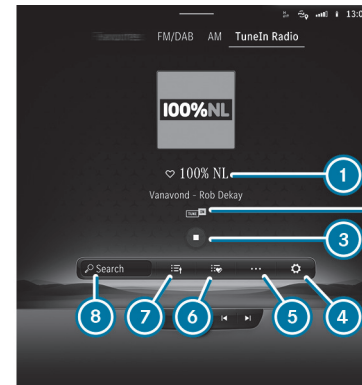 13:0
FM/DAB AM TuneIn Radio
100%NL
♡ 100% NL
1
Vanavond - Rob Dekay
TUNE IN
3
Search
8
7
6
5
4